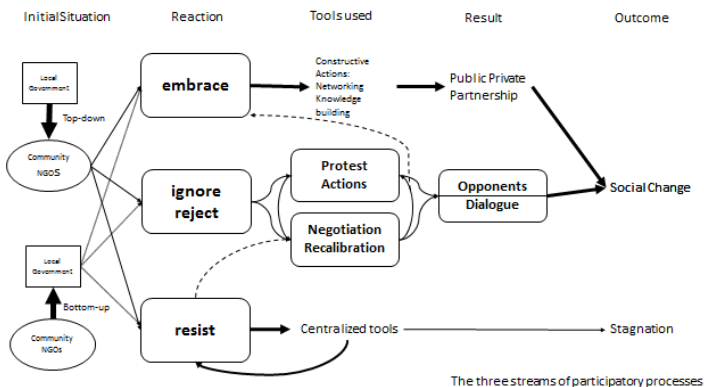 Initial Situation
Reaction
Tools used
Result
Outcome
Local
Government
Top-down
Community
NGOS
embrace
Constructive
Actions:
Networking
Knowledge
building
Public Private
Partnership
ignore
reject
Protest
Actions
Negotiation
Recalibration
Opponents
Dialogue
Social Change
Local
Government
Bottom-up
Community
NGOs
resist
Centralized tools
Stagnation
The three streams of participatory processes